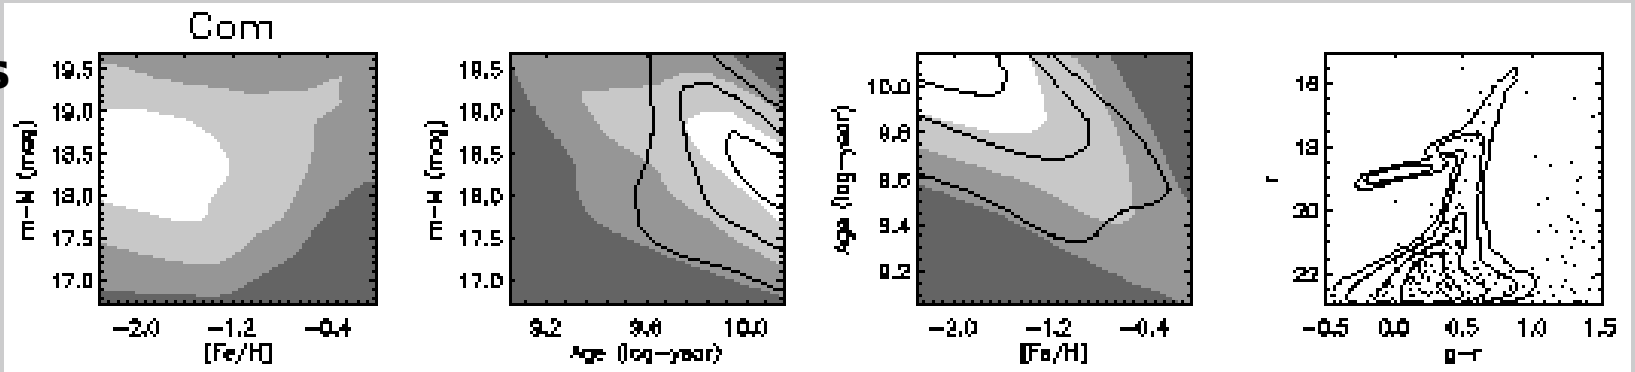 Com
s
19.5
19.0
18.5
18.0
17.5
17.0
m-M (mag)
-2.0 -1.2 -0.4
[Fe/H]
19.5
19.0
18.5
18.0
17.5
17.0
m-M (mag)
9.2 9.6 10.0
Age (log-year)
10.0
9.8
9.6
9.4
9.2
Age (log-year)
-2.0 -1.2 -0.4
[Fe/H]
16
18
20
22
r
-0.5 0.0 0.5 1.0 1.5
g-r